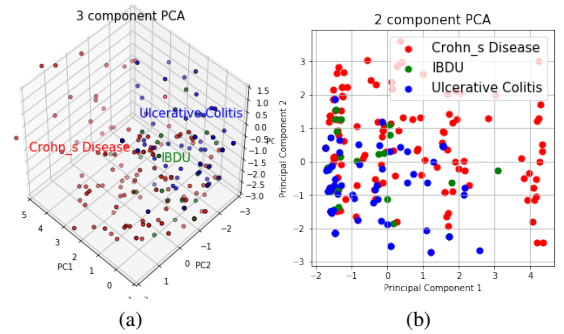 3 component PCA
Ulcerative Colitis
Crohn_s Disease
IBDU
1.5
1.0
0.5
0.0
-0.5
-1.0
-1.5
-2.0
-2.5
-3.0
PC
5
4
3
2
1
0
PC1
-3
-2
-1
0
1
2
PC2
(a)
2 component PCA
Crohn_s Disease
IBDU
Ulcerative Colitis
Principal Component 2
3
2
1
0
-1
-2
-3
-2
-1
0
1
2
3
4
Principal Component 1
(b)